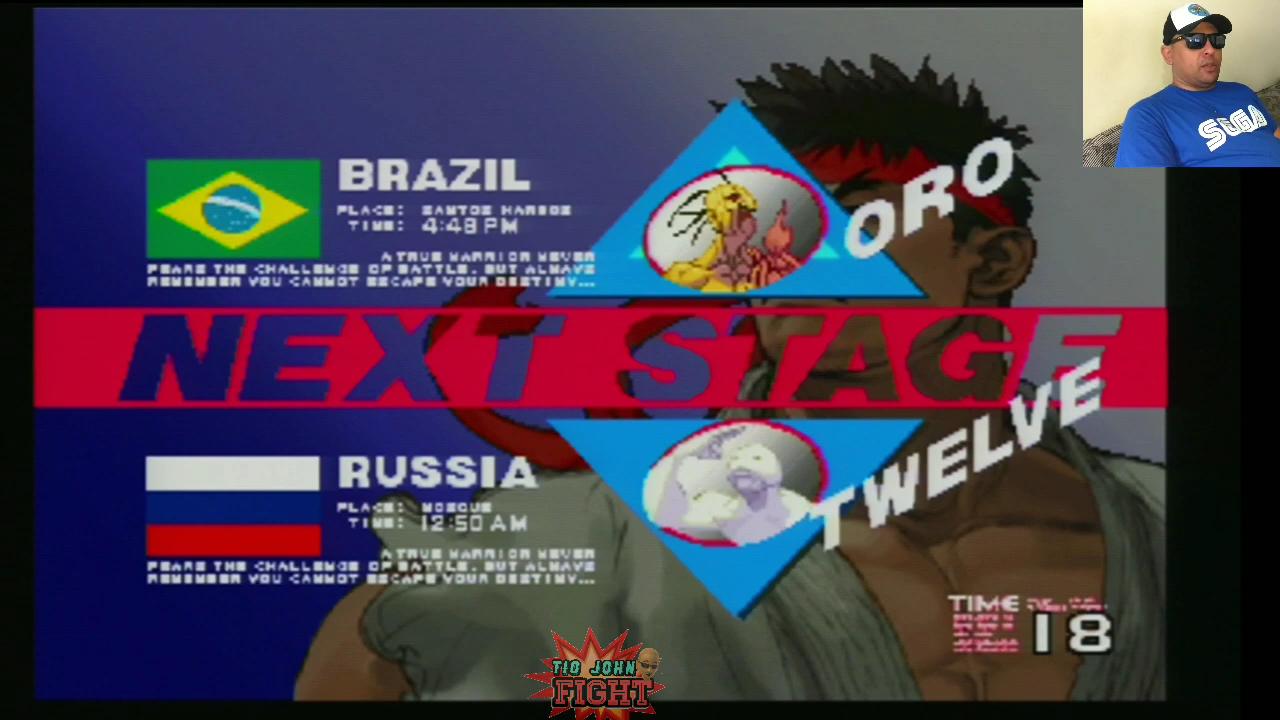 BRAZIL
PLACE: SANTOS HARBOR
TIME: 4:48 PM
A TRUE WARRIOR NEVER
FEARS THE CHALLENGE OF BATTLE, BUT ALWAYS
REMEMBER YOU CANNOT ESCAPE YOUR DESTINY...
ORO
SEGA
NEXT STAGE
RUSSIA
PLACE: MOSQUE
TIME: 12:50 AM
A TRUE WARRIOR NEVER
FEARS THE CHALLENGE OF BATTLE, BUT ALWAYS
REMEMBER YOU CANNOT ESCAPE YOUR DESTINY...
TWELVE
TIME
18
TIO JOHN
FIGHT